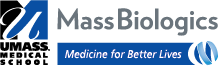 UMASS.
MEDICAL
SCHOOL
MassBiologics
Medicine for Better Lives